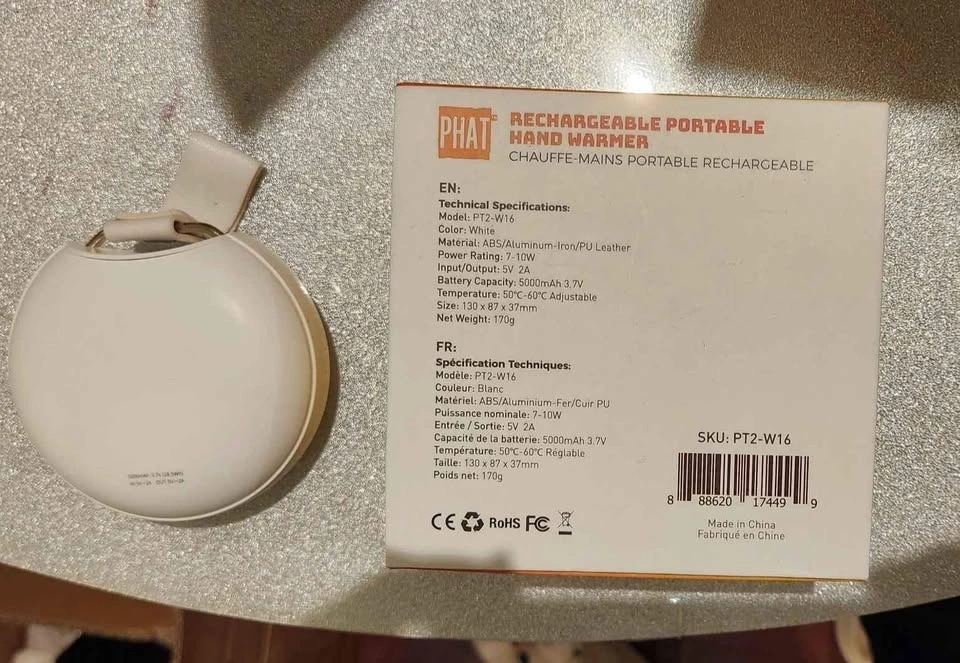 PHAT
RECHARGEABLE PORTABLE
HAND WARMER
CHAUFFE-MAINS PORTABLE RECHARGEABLE
EN:
Technical Specifications:
Model: PT2-W16
Color: White
Material: ABS/Aluminum-Iron/PU Leather
Power Rating: 7-10W
Input/Output: 5V 2A
Battery Capacity: 5000mAh 3.7V
Temperature: 50℃-60℃ Adjustable
Size: 130 x 87 x 37mm
Net Weight: 170g
FR:
Spécification Techniques:
Modèle: PT2-W16
Couleur: Blanc
Matériel: ABS/Aluminium-Fer/Cuir PU
Puissance nominale: 7-10W
Entrée / Sortie: 5V 2A
Capacité de la batterie: 5000mAh 3.7V
Température: 50℃-60℃ Réglable
Taille: 130 x 87 x 37mm
Poids net: 170g
CE RoHS FC
SKU: PT2-W16
8 88620 17449 9
Made in China
Fabriqué en Chine